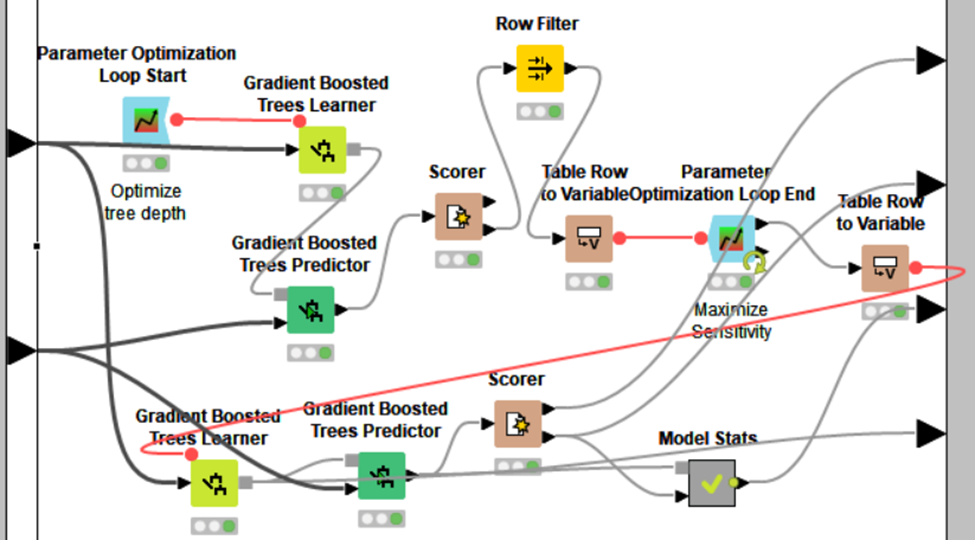 Row Filter
Parameter Optimization
Loop Start
Gradient Boosted
Trees Learner
Optimize
tree depth
Scorer
Table Row
to Variable
Parameter
Optimization Loop End
Table Row
to Variable
V
V
Gradient Boosted
Trees Predictor
Maximize
Sensitivity
Scorer
Gradient Boosted
Trees Learner
Gradient Boosted
Trees Predictor
Model Stats